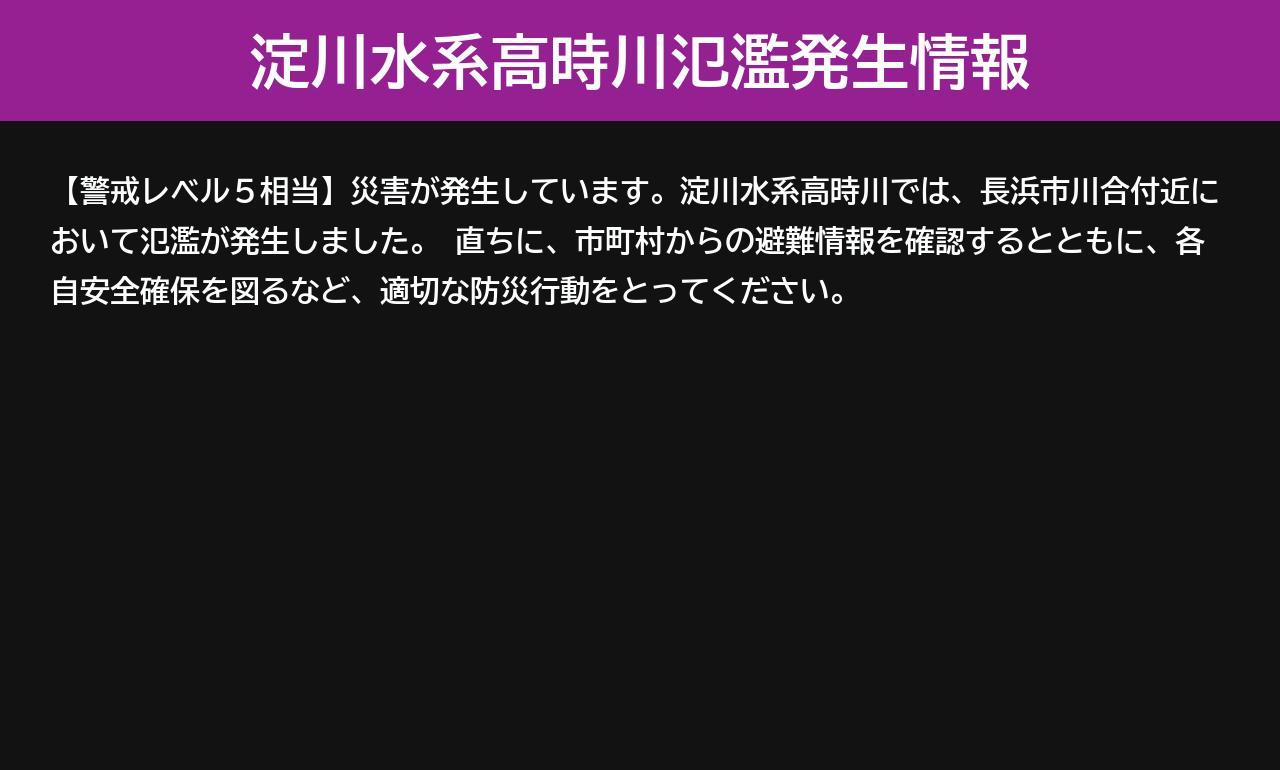 淀川水系高時川氾濫発生情報
【警戒レベル５相当】災害が発生しています。淀川水系高時川では、長浜市川合付近に
おいて氾濫が発生しました。　直ちに、市町村からの避難情報を確認するとともに、各
自安全確保を図るなど、適切な防災行動をとってください。